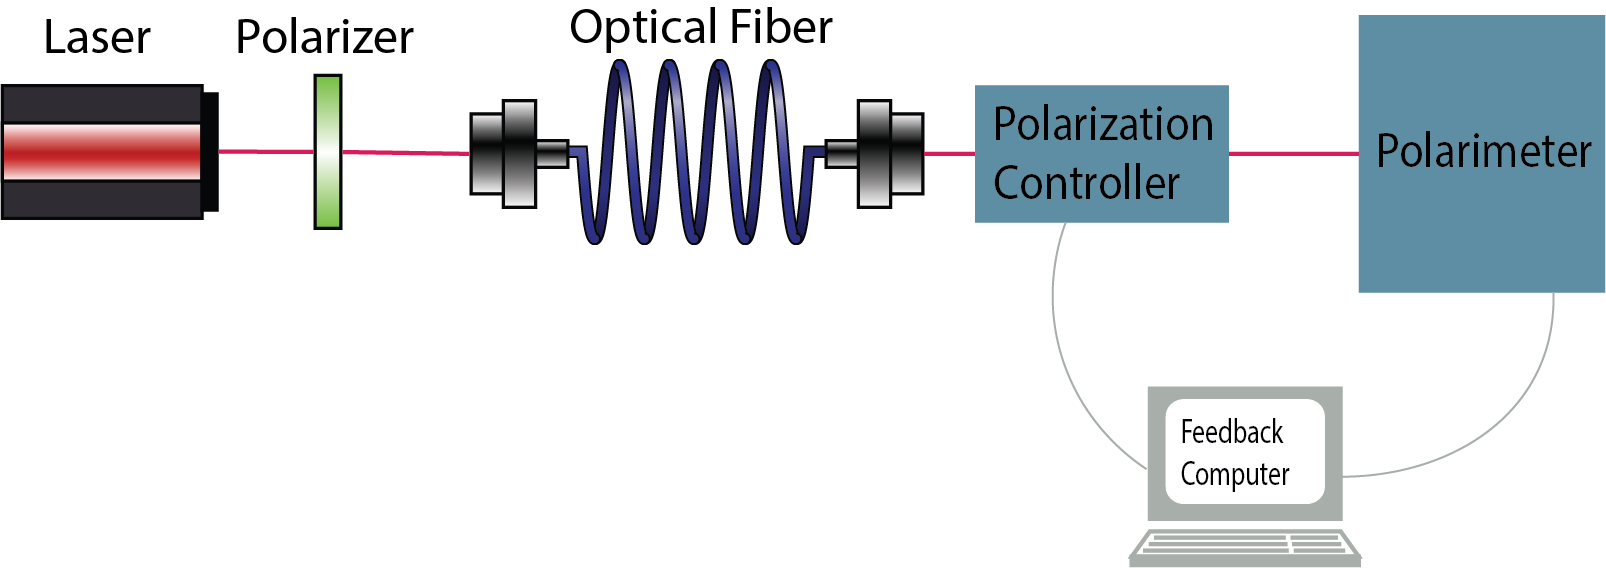 Laser
Polarizer
Optical Fiber
Polarization
Controller
Polarimeter
Feedback
Computer